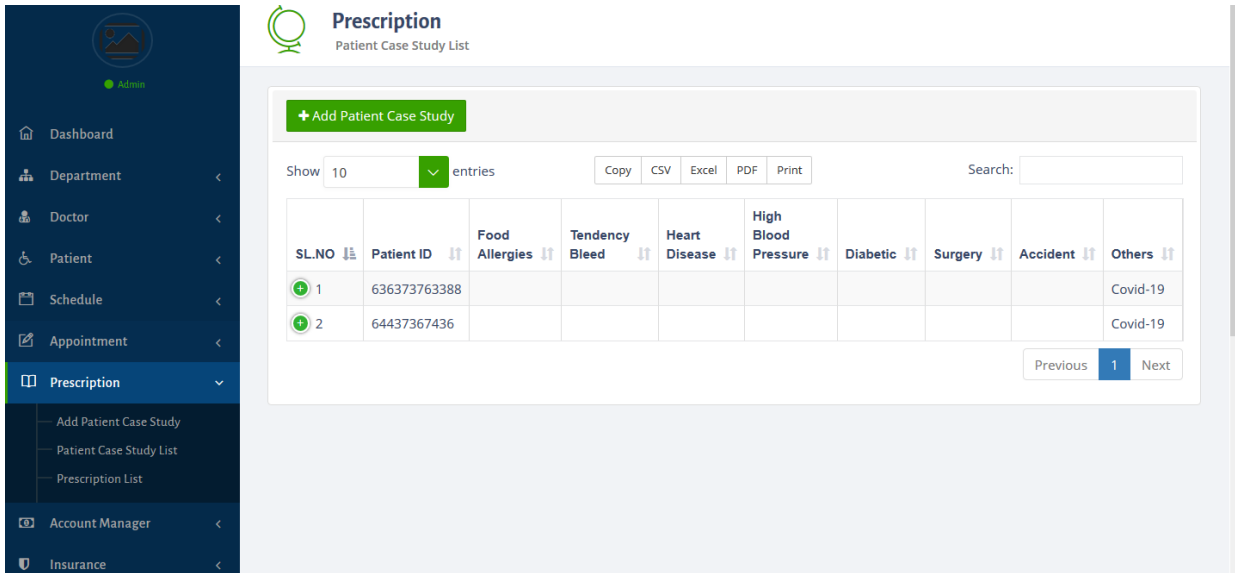 Admin
Dashboard
Department
Doctor
Patient
Schedule
Appointment
Prescription
Add Patient Case Study
Patient Case Study List
Prescription List
Account Manager
Insurance
Prescription
Patient Case Study List
Add Patient Case Study
Show 10 entries
Copy CSV Excel PDF Print
Search:
SL.NO Patient ID Food Allergies Tendency Bleed Heart Disease High Blood Pressure Diabetic Surgery Accident Others
1 636373763388 Covid-19
2 64437367436 Covid-19
Previous 1 Next